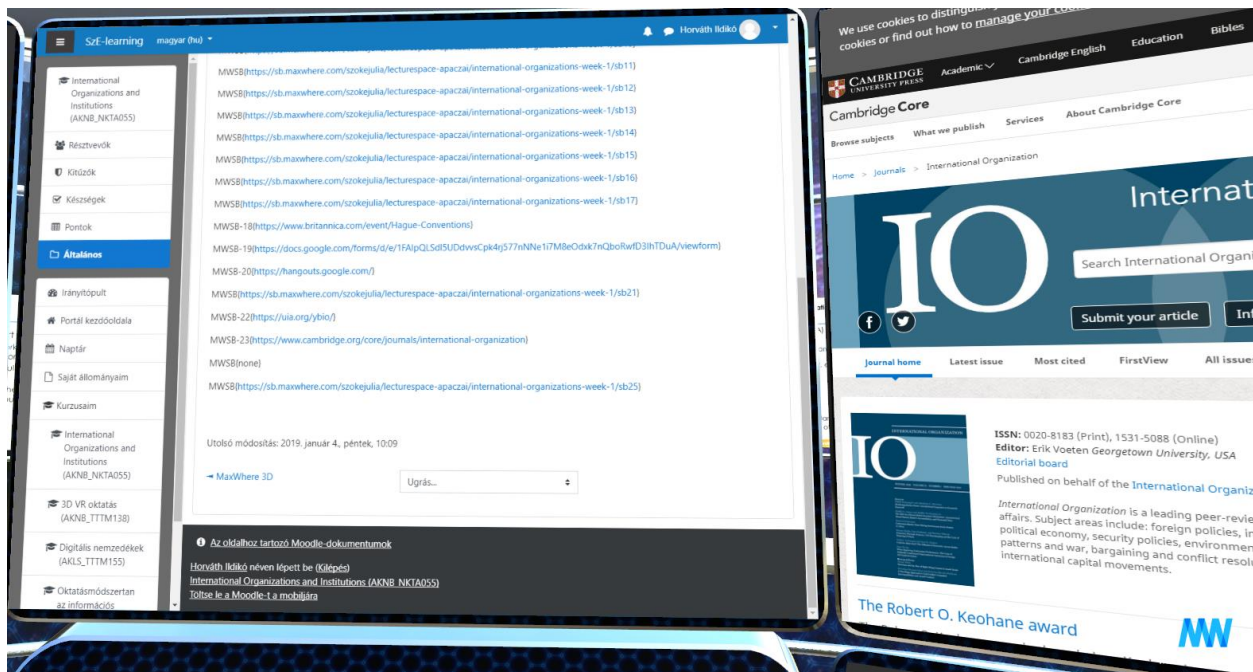 SzE-learning magyar (hu)
Horváth Ildikó
International
Organizations and
Institutions
(AKNB_NKTA055)
Résztvevők
Kitűzők
Készségek
Pontok
Általános
Irányítópult
Portál kezdőoldala
Naptár
Saját állományaim
Kurzusaim
International
Organizations and
Institutions
(AKNB_NKTA055)
3D VR oktatás
(AKNB_TTTM138)
Digitális nemzedékek
(AKLS_TTTM155)
Oktatásmódszertan
az információs
MWSB{https://sb.maxwhere.com/szokejulia/lecturespace-apaczai/international-organizations-week-1/sb11}
MWSB{https://sb.maxwhere.com/szokejulia/lecturespace-apaczai/international-organizations-week-1/sb12}
MWSB{https://sb.maxwhere.com/szokejulia/lecturespace-apaczai/international-organizations-week-1/sb13}
MWSB{https://sb.maxwhere.com/szokejulia/lecturespace-apaczai/international-organizations-week-1/sb14}
MWSB{https://sb.maxwhere.com/szokejulia/lecturespace-apaczai/international-organizations-week-1/sb15}
MWSB{https://sb.maxwhere.com/szokejulia/lecturespace-apaczai/international-organizations-week-1/sb16}
MWSB{https://sb.maxwhere.com/szokejulia/lecturespace-apaczai/international-organizations-week-1/sb17}
MWSB-18{https://www.britannica.com/event/Hague-Conventions}
MWSB-19{https://docs.google.com/forms/d/e/1FAIpQLSdI5UDdvvsCpk4rj577nNNe1i7M8eOdxk7nQboRwfD3IhTDuA/viewform}
MWSB-20{https://hangouts.google.com/}
MWSB{https://sb.maxwhere.com/szokejulia/lecturespace-apaczai/international-organizations-week-1/sb21}
MWSB-22{https://uia.org/ybio/}
MWSB-23{https://www.cambridge.org/core/journals/international-organization}
MWSB{none}
MWSB{https://sb.maxwhere.com/szokejulia/lecturespace-apaczai/international-organizations-week-1/sb25}
Utolsó módosítás: 2019. január 4., péntek, 10:09
MaxWhere 3D
Ugrás...
Az oldalhoz tartozó Moodle-dokumentumok
Horváth Ildikó néven lépett be (Kilépés)
International Organizations and Institutions (AKNB_NKTA055)
Töltse le a Moodle-t a mobiljára
We use cookies to
cookies or find out how to manage your
CAMBRIDGE
UNIVERSITY PRESS
Academic
Cambridge English
Education
Bibles
Cambridge Core
Browse subjects What we publish Services About Cambridge Core
Home > Journals > International Organization
IO
Internat
Search International Organi
Submit your article
Inf
Journal home Latest issue Most cited FirstView All issues
INTERNATIONAL ORGANIZATION
IO
ISSN: 0020-8183 (Print), 1531-5088 (Online)
Editor: Erik Voeten Georgetown University, USA
Editorial board
Published on behalf of the International Organiz
International Organization is a leading peer-revie
affairs. Subject areas include: foreign policies, in
political economy, security policies, environmen
patterns and war, bargaining and conflict resolu
international capital movements.
The Robert O. Keohane award
MW